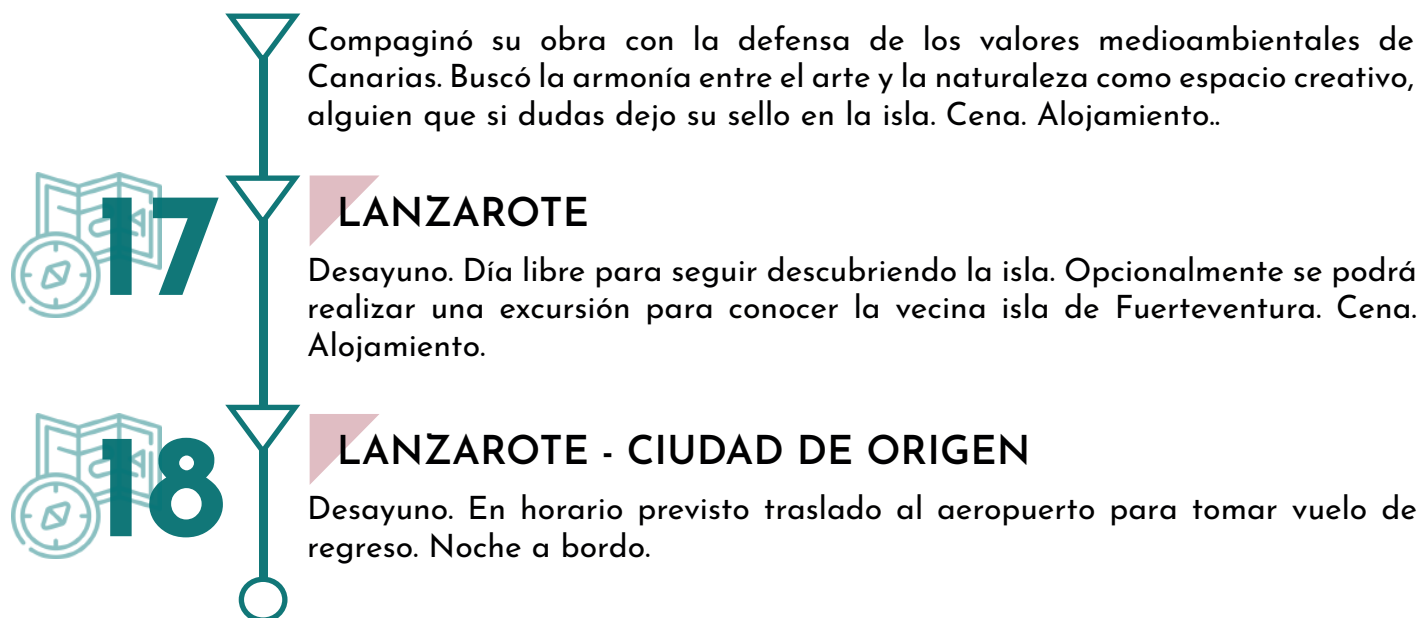 Compaginó su obra con la defensa de los valores medioambientales de
Canarias. Buscó la armonía entre el arte y la naturaleza como espacio creativo,
alguien que si dudas dejo su sello en la isla. Cena. Alojamiento..
17
LANZAROTE
Desayuno. Día libre para seguir descubriendo la isla. Opcionalmente se podrá
realizar una excursión para conocer la vecina isla de Fuerteventura. Cena.
Alojamiento.
18
LANZAROTE - CIUDAD DE ORIGEN
Desayuno. En horario previsto traslado al aeropuerto para tomar vuelo de
regreso. Noche a bordo.